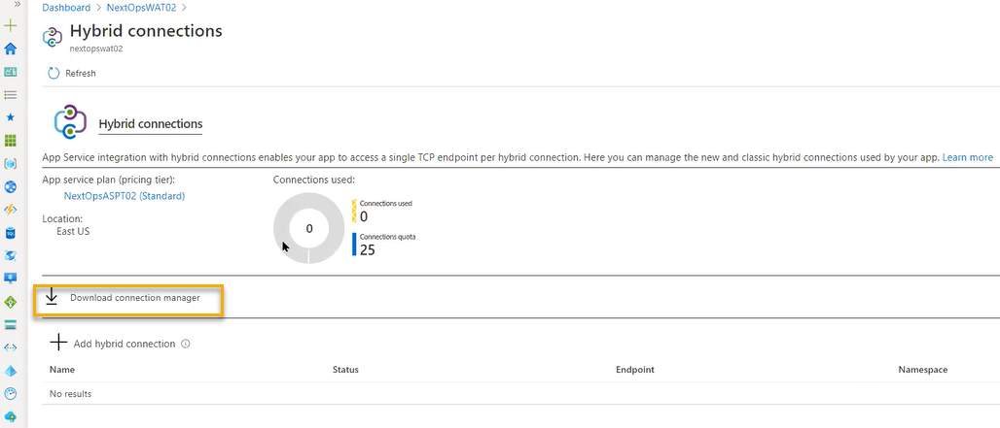 Dashboard > NextOpsWAT02 >
Hybrid connections
nextopswat02
Refresh
Hybrid connections
App Service integration with hybrid connections enables your app to access a single TCP endpoint per hybrid connection. Here you can manage the new and classic hybrid connections used by your app. Learn more
App service plan (pricing tier):
NextOpsASPT02 (Standard)
Location:
East US
Connections used:
0
Connections used
0
Connections quota
25
Download connection manager
Add hybrid connection
Name Status Endpoint Namespace
No results